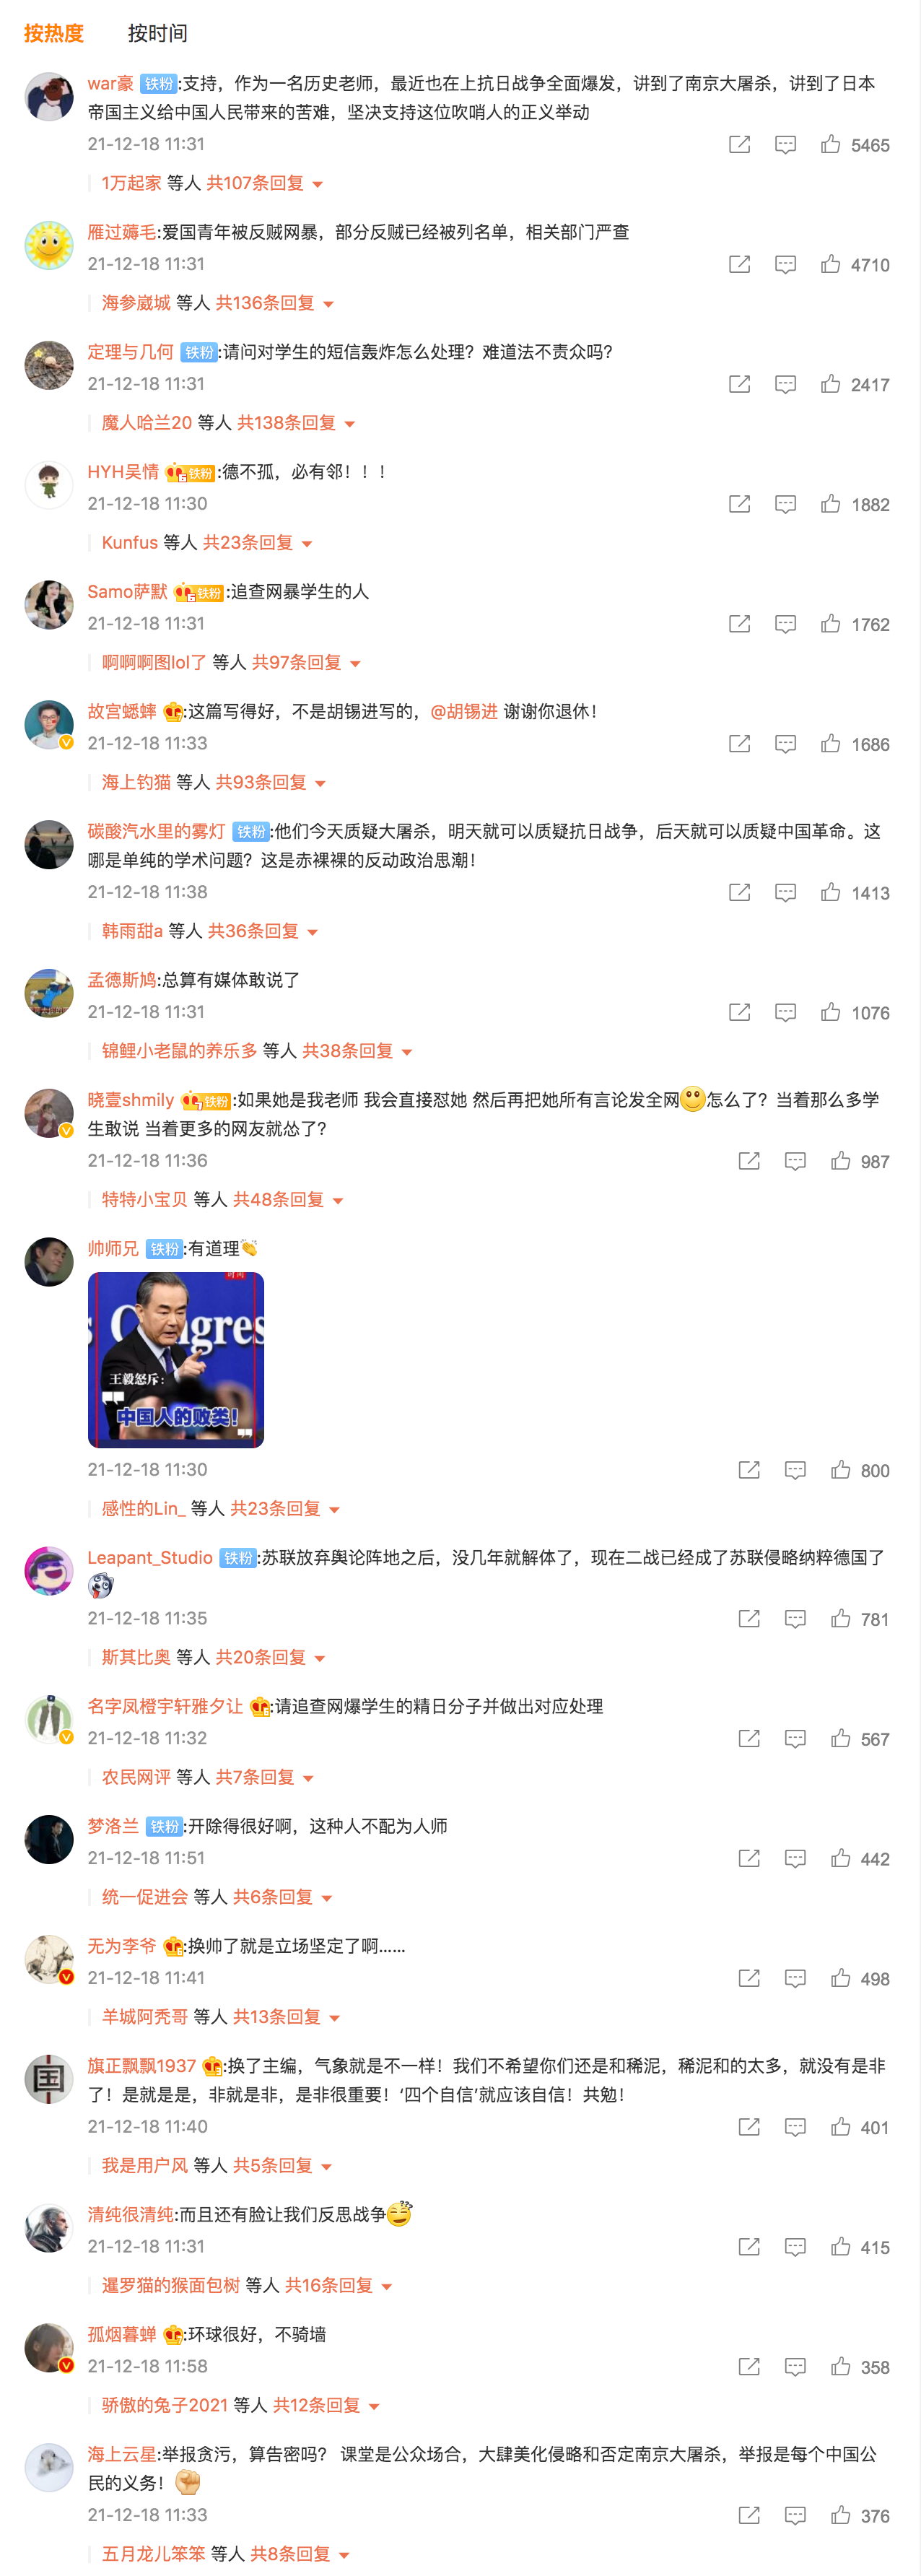 按热度 按时间
war豪 铁粉:支持，作为一名历史老师，最近也在上抗日战争全面爆发，讲到了南京大屠杀，讲到了日本
帝国主义给中国人民带来的苦难，坚决支持这位吹哨人的正义举动
21-12-18 11:31 5465
1万起家 等人 共107条回复
雁过薅毛:爱国青年被反贼网暴，部分反贼已经被列名单，相关部门严查
21-12-18 11:31 4710
海参崴城 等人 共136条回复
定理与几何 铁粉:请问对学生的短信轰炸怎么处理？难道法不责众吗？
21-12-18 11:31 2417
魔人哈兰20 等人 共138条回复
HYH吴情 铁粉:德不孤，必有邻！！！
21-12-18 11:30 1882
Kunfus 等人 共23条回复
Samo萨默 铁粉:追查网暴学生的人
21-12-18 11:31 1762
啊啊啊图lol了 等人 共97条回复
故宫蟋蟀:这篇写得好，不是胡锡进写的，@胡锡进 谢谢你退休！
21-12-18 11:33 1686
海上钓猫 等人 共93条回复
碳酸汽水里的雾灯 铁粉:他们今天质疑大屠杀，明天就可以质疑抗日战争，后天就可以质疑中国革命。这
哪是单纯的学术问题？这是赤裸裸的反动政治思潮！
21-12-18 11:38 1413
韩雨甜a 等人 共36条回复
孟德斯鸠:总算有媒体敢说了
21-12-18 11:31 1076
锦鲤小老鼠的养乐多 等人 共38条回复
晓壹shmily 铁粉:如果她是我老师 我会直接怼她 然后再把她所有言论发全网怎么了？当着那么多学
生敢说 当着更多的网友就怂了？
21-12-18 11:36 987
特特小宝贝 等人 共48条回复
帅师兄 铁粉:有道理
时间
Congres
王毅怒斥：
中国人的败类！
21-12-18 11:30 800
感性的Lin_ 等人 共23条回复
Leapant_Studio 铁粉:苏联放弃舆论阵地之后，没几年就解体了，现在二战已经成了苏联侵略纳粹德国了
21-12-18 11:35 781
斯其比奥 等人 共20条回复
名字凤橙宇轩雅夕让:请追查网爆学生的精日分子并做出对应处理
21-12-18 11:32 567
农民网评 等人 共7条回复
梦洛兰 铁粉:开除得很好啊，这种人不配为人师
21-12-18 11:51 442
统一促进会 等人 共6条回复
无为李爷:换帅了就是立场坚定了啊……
21-12-18 11:41 498
羊城阿秃哥 等人 共13条回复
国
旗正飘飘1937:换了主编，气象就是不一样！我们不希望你们还是和稀泥，稀泥和的太多，就没有是非
了！是就是是，非就是非，是非很重要！‘四个自信’就应该自信！共勉！
21-12-18 11:40 401
我是用户风 等人 共5条回复
清纯很清纯:而且还有脸让我们反思战争
21-12-18 11:31 415
暹罗猫的猴面包树 等人 共16条回复
孤烟暮蝉:环球很好，不骑墙
21-12-18 11:58 358
骄傲的兔子2021 等人 共12条回复
海上云星:举报贪污，算告密吗？ 课堂是公众场合，大肆美化侵略和否定南京大屠杀，举报是每个中国公
民的义务！
21-12-18 11:33 376
五月龙儿笨笨 等人 共8条回复